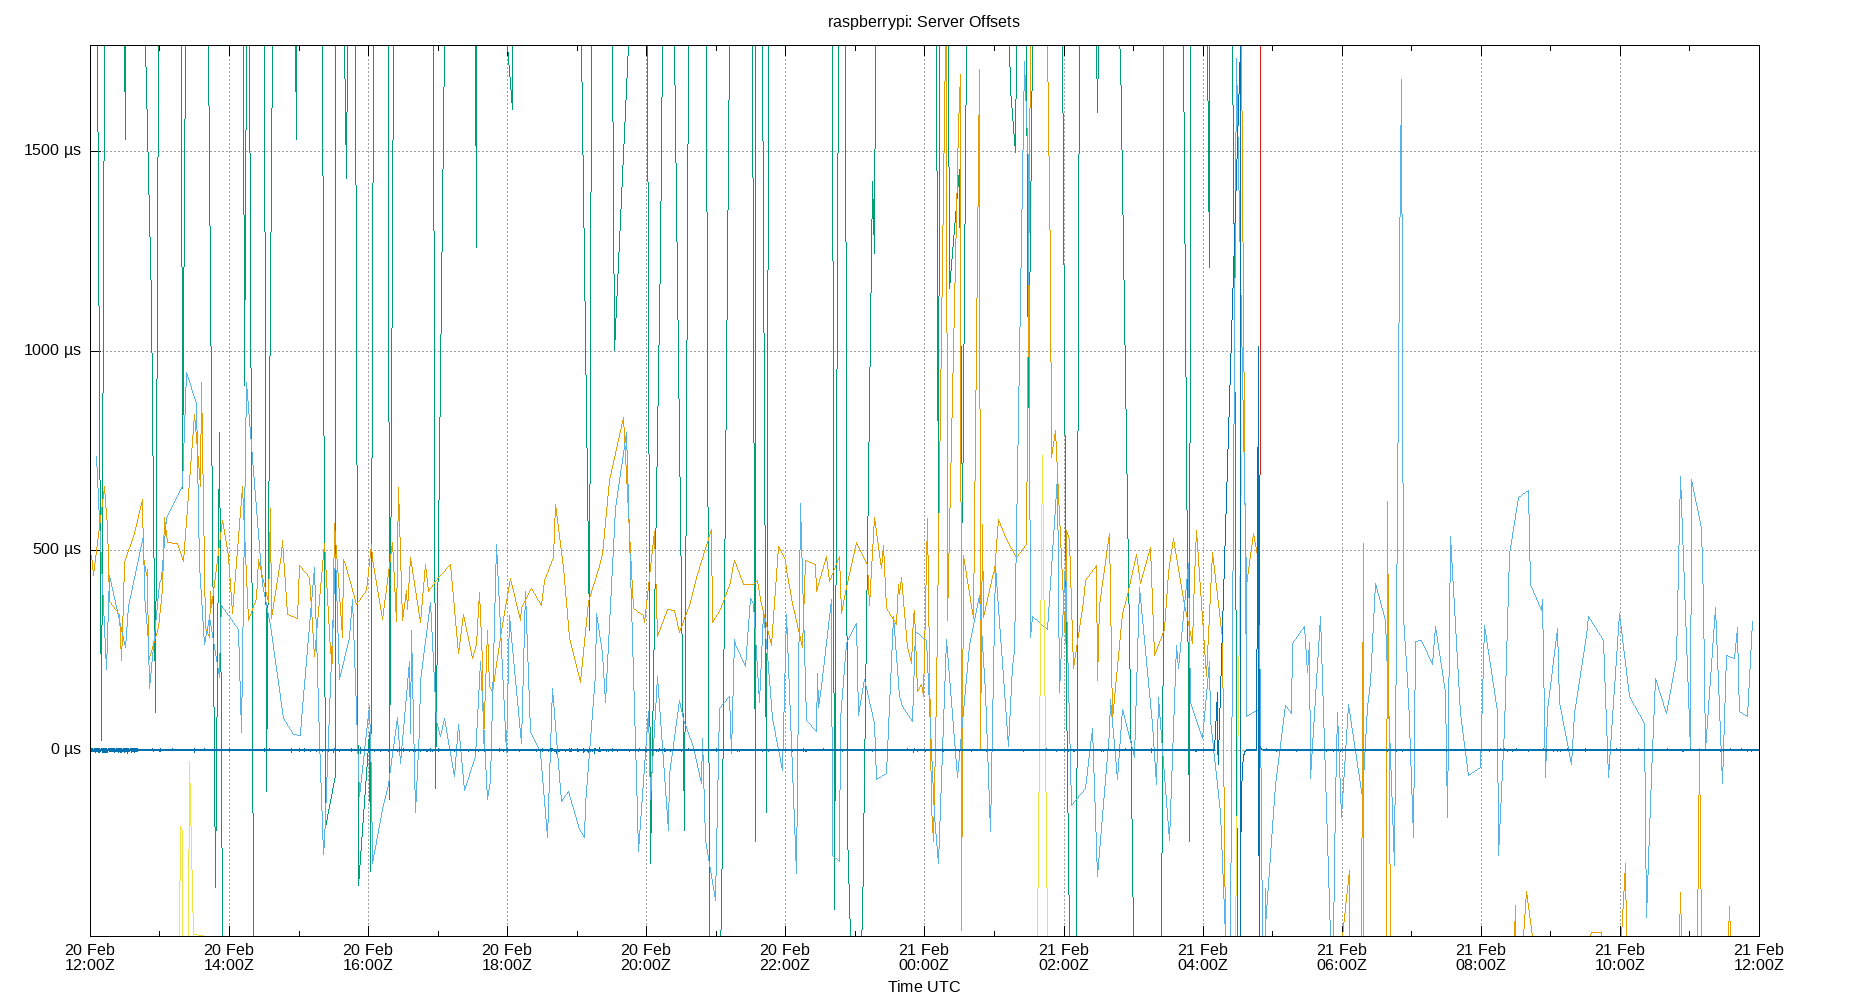 raspberrypi: Server Offsets
1500 µs
1000 µs
500 µs
0 µs
20 Feb 20 Feb 20 Feb 20 Feb 20 Feb 20 Feb 21 Feb 21 Feb 21 Feb 21 Feb 21 Feb 21 Feb 21 Feb
12:00Z 14:00Z 16:00Z 18:00Z 20:00Z 22:00Z 00:00Z 02:00Z 04:00Z 06:00Z 08:00Z 10:00Z 12:00Z
Time UTC